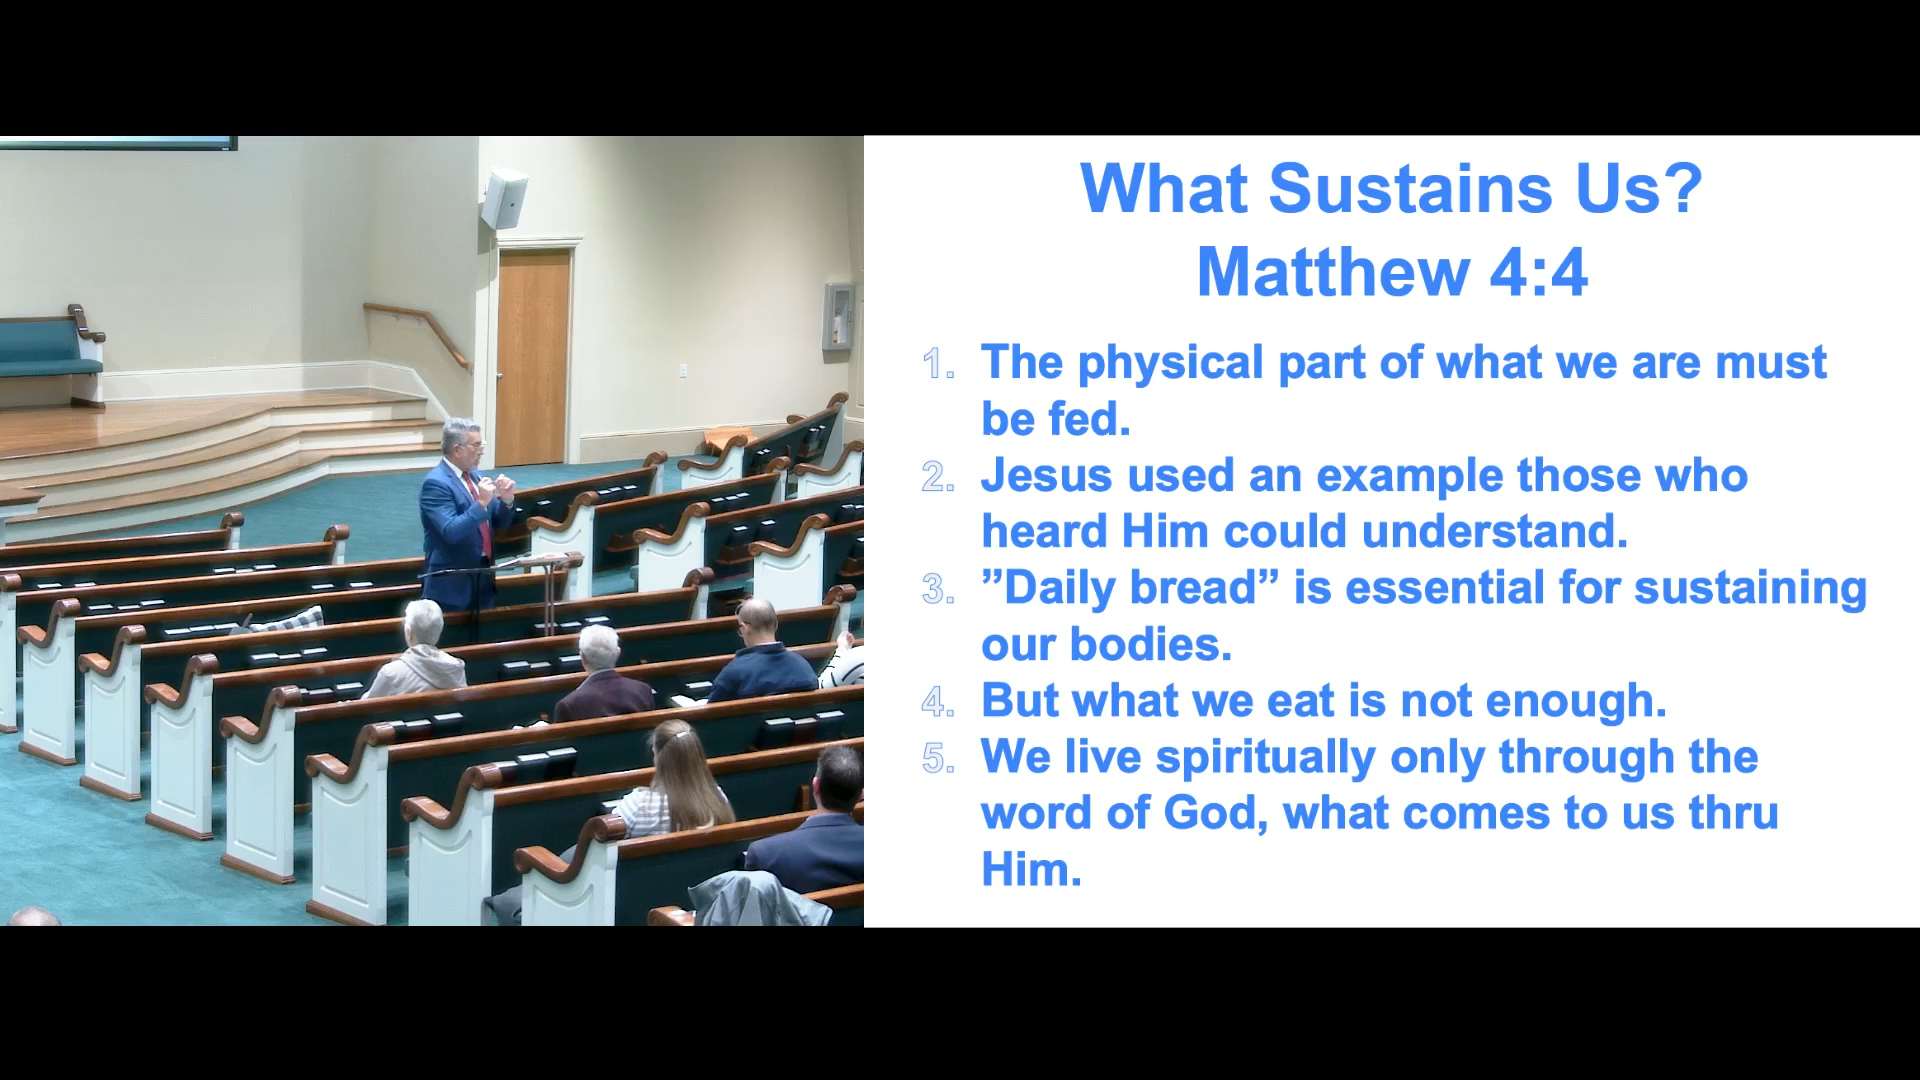 What Sustains Us?
Matthew 4:4
1. The physical part of what we are must
be fed.
2. Jesus used an example those who
heard Him could understand.
3. ”Daily bread” is essential for sustaining
our bodies.
4. But what we eat is not enough.
5. We live spiritually only through the
word of God, what comes to us thru
Him.